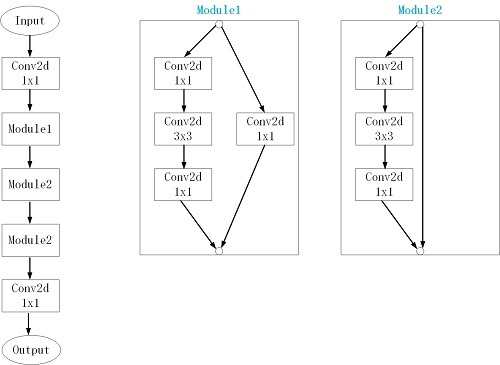 Input
Conv2d
1x1
Module1
Module2
Module2
Conv2d
1x1
Output
Module1
Conv2d
1x1
Conv2d
3x3
Conv2d
1x1
Conv2d
1x1
Module2
Conv2d
1x1
Conv2d
3x3
Conv2d
1x1